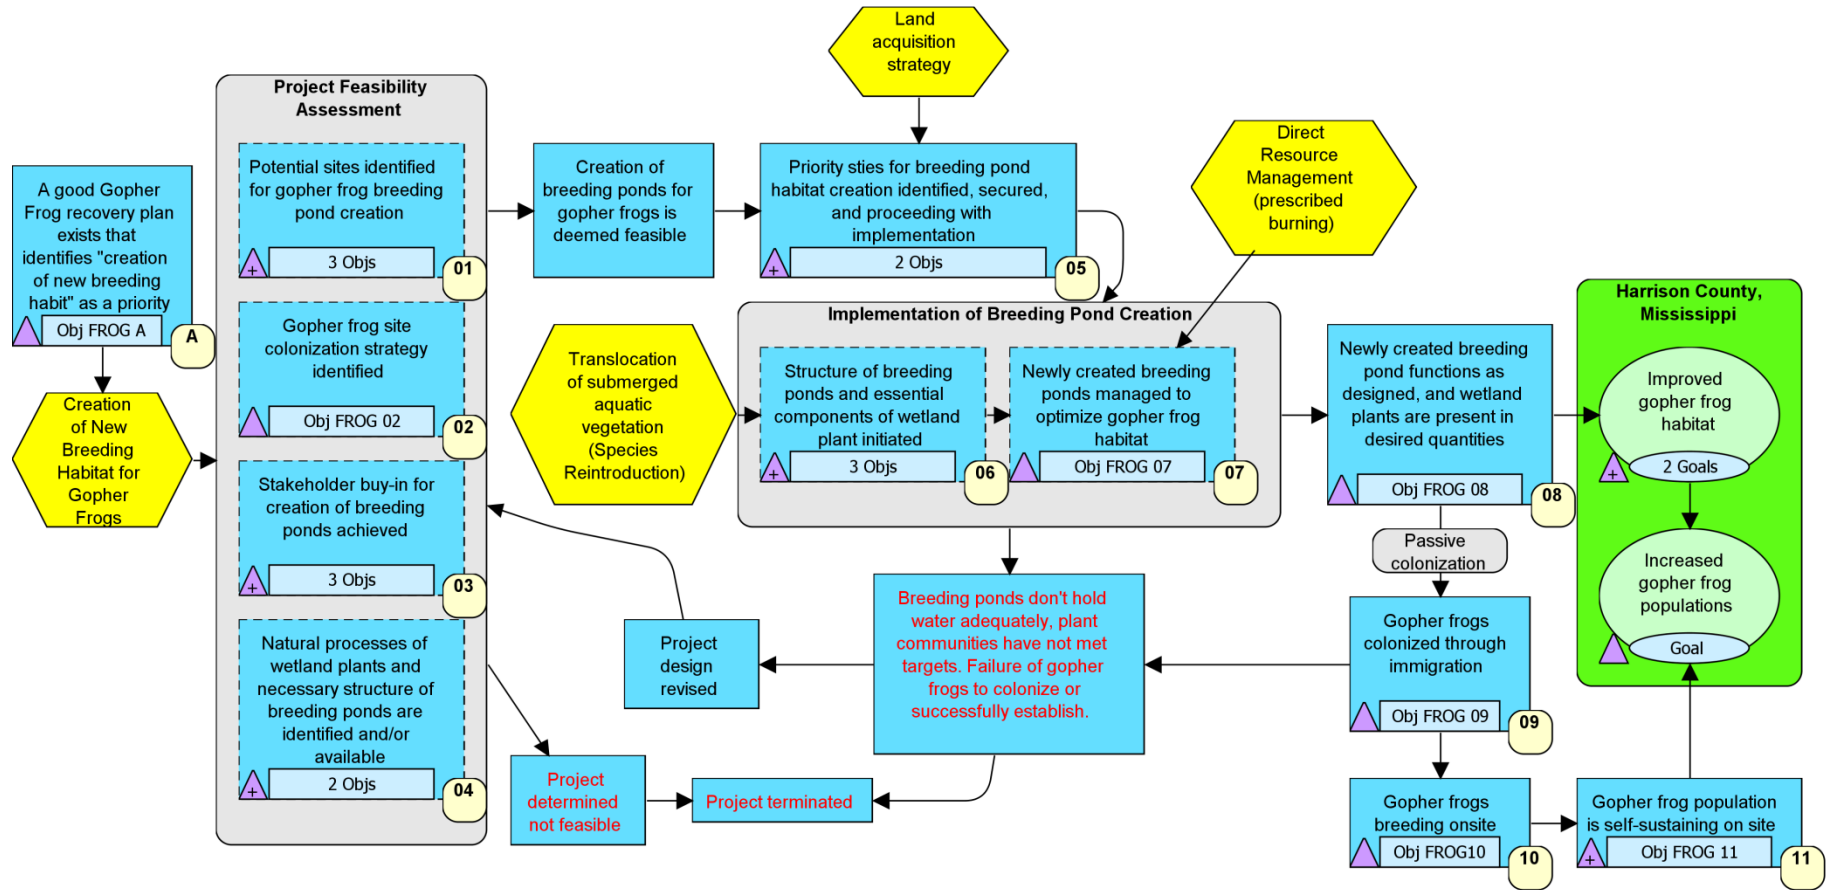 A good Gopher
Frog recovery plan
exists that
identifies "creation
of new breeding
habit" as a priority
Obj FROG A
A
Creation
of New
Breeding
Habitat for
Gopher
Frogs
Project Feasibility
Assessment
Potential sites identified
for gopher frog breeding
pond creation
+
3 Objs
01
Gopher frog site
colonization strategy
identified
Obj FROG 02
02
Stakeholder buy-in for
creation of breeding
ponds achieved
+
3 Objs
03
Natural processes of
wetland plants and
necessary structure of
breeding ponds are
identified and/or
available
+
2 Objs
04
Creation of
breeding ponds for
gopher frogs is
deemed feasible
Land
acquisition
strategy
Priority sties for breeding pond
habitat creation identified, secured,
and proceeding with
implementation
+
2 Objs
05
Direct
Resource
Management
(prescribed
burning)
Translocation
of submerged
aquatic
vegetation
(Species
Reintroduction)
Implementation of Breeding Pond Creation
Structure of breeding
ponds and essential
components of wetland
plant initiated
+
3 Objs
06
Newly created breeding
ponds managed to
optimize gopher frog
habitat
Obj FROG 07
07
Newly created breeding
pond functions as
designed, and wetland
plants are present in
desired quantities
Obj FROG 08
08
Passive
colonization
Gopher frogs
colonized through
immigration
Obj FROG 09
09
Gopher frogs
breeding onsite
Obj FROG10
10
Gopher frog population
is self-sustaining on site
+
Obj FROG 11
11
Harrison County,
Mississippi
Improved
gopher frog
habitat
+
2 Goals
Increased
gopher frog
populations
Goal
Breeding ponds don't hold
water adequately, plant
communities have not met
targets. Failure of gopher
frogs to colonize or
successfully establish.
Project
design
revised
Project
determined
not feasible
Project terminated